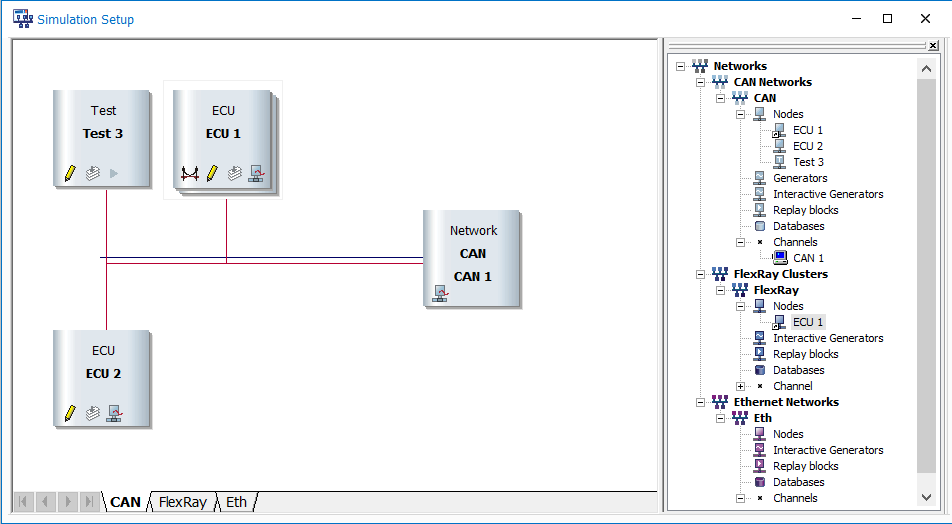 Simulation Setup
Test
Test 3
ECU
ECU 1
Network
CAN
CAN 1
ECU
ECU 2
CAN
FlexRay
Eth
Networks
CAN Networks
CAN
Nodes
ECU 1
ECU 2
Test 3
Generators
Interactive Generators
Replay blocks
Databases
Channels
CAN 1
FlexRay Clusters
FlexRay
Nodes
ECU 1
Interactive Generators
Replay blocks
Databases
Channel
Ethernet Networks
Eth
Nodes
Interactive Generators
Replay blocks
Databases
Channels